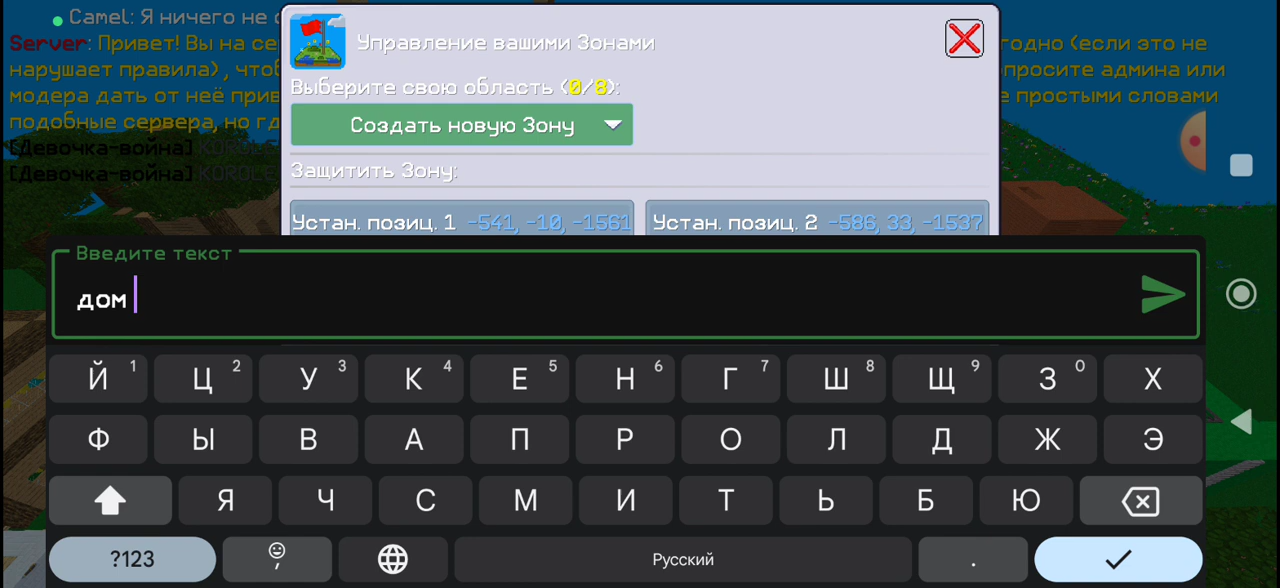 Camel: Я ничего не
Управление вашими Зонами
Server: Привет! Вы на се
годно (если это не
нарушает правила), чтоб
опросите админа или
модера дать от неё прив
е простыми словами
подобные сервера, но гд
Выберите свою область (0/8):
Создать новую Зону
[Девочка-война]:KOROLE
[Девочка-война]:KOROLE
Защитить Зону:
Устан. позиц. 1 -541, -10, -1561
Устан. позиц. 2 -586, 33, -1537
Введите текст
дом
Й 1 Ц 2 У 3 К 4 Е 5 Н 6 Г 7 Ш 8 Щ 9 З 0 Х
Ф Ы В А П Р О Л Д Ж Э
Я Ч С М И Т Ь Б Ю
?123 , Русский .